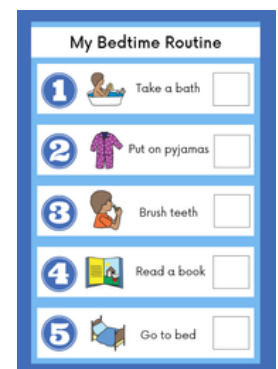 My Bedtime Routine
1 Take a bath
2 Put on pyjamas
3 Brush teeth
4 Read a book
5 Go to bed